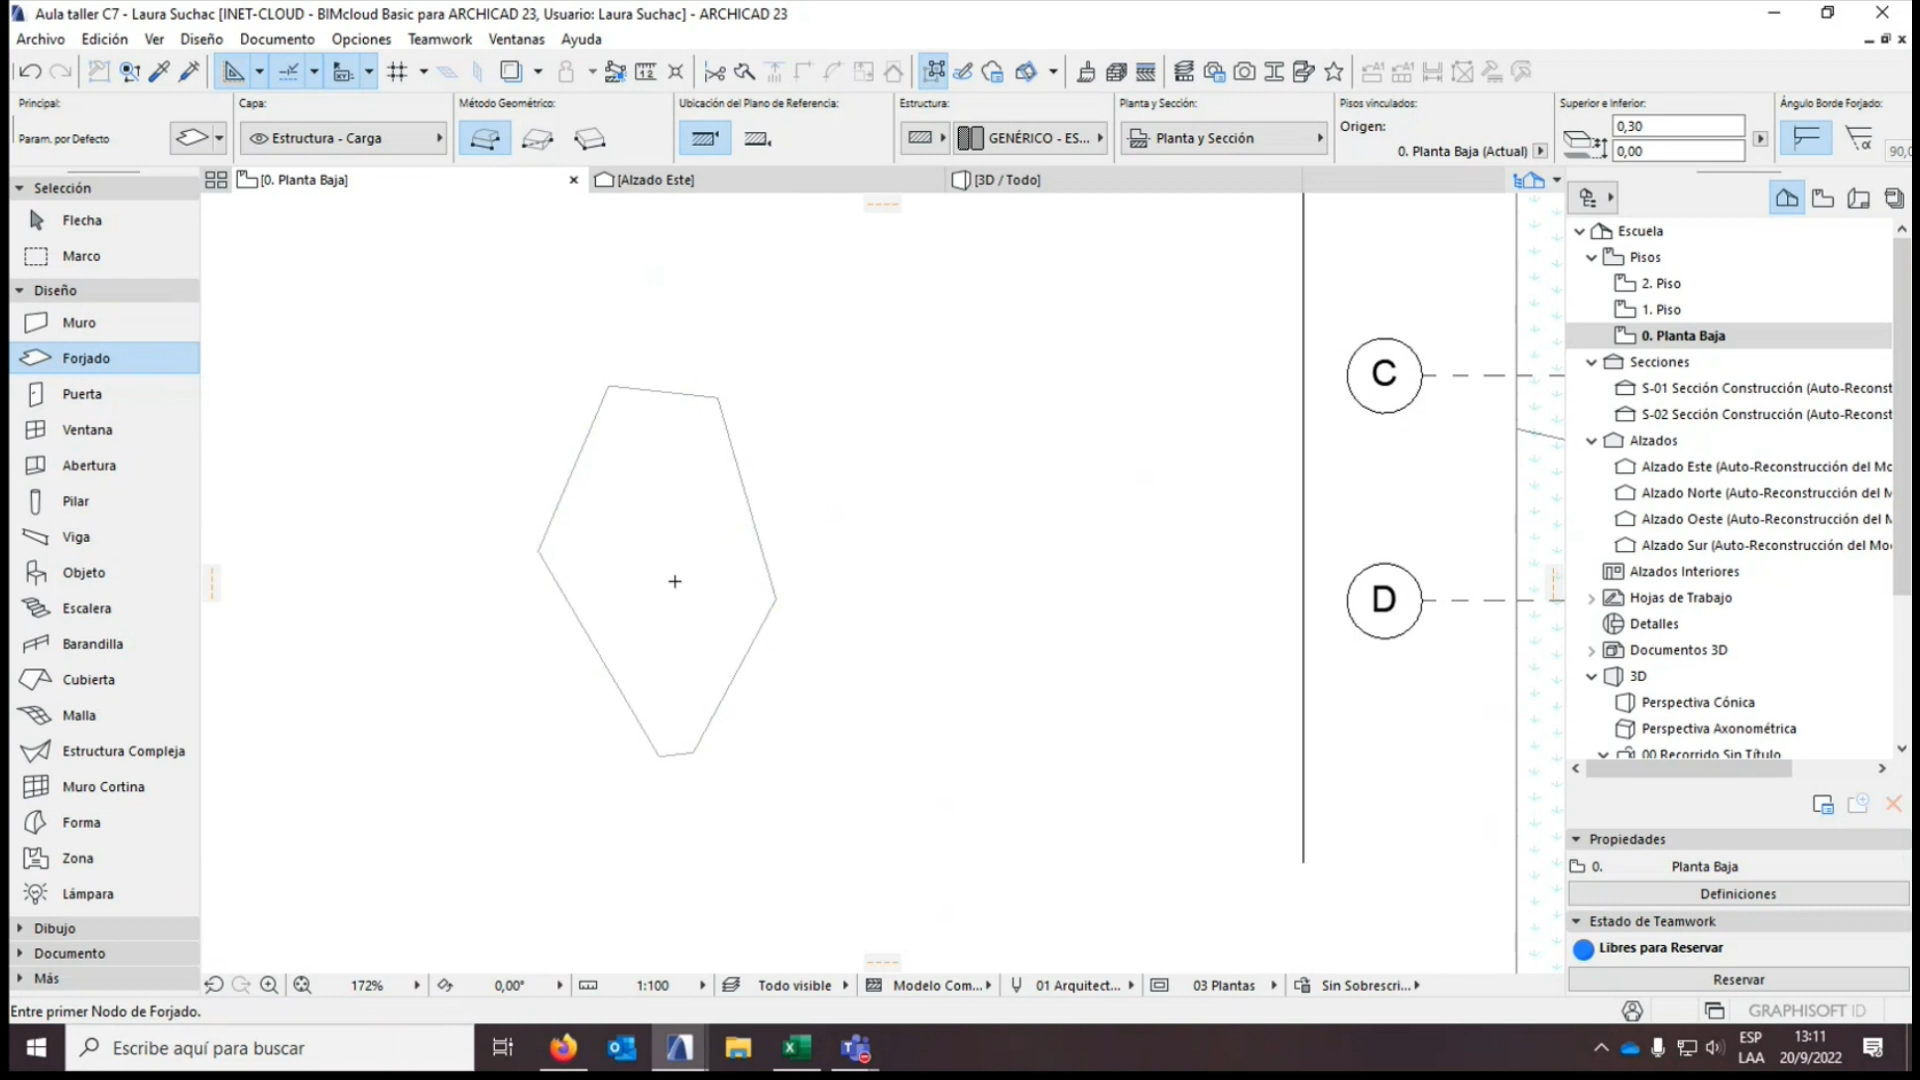 Aula taller C7 - Laura Suchac [INET-CLOUD - BIMcloud Basic para ARCHICAD 23, Usuario: Laura Suchac] - ARCHICAD 23
Archivo Edición Ver Diseño Documento Opciones Teamwork Ventanas Ayuda
Principal: Capa: Método Geométrico: Ubicación del Plano de Referencia: Estructura: Planta y Sección: Pisos vinculados: Superior e Inferior: Ángulo Borde Forjado:
Param. por Defecto Estructura - Carga GENÉRICO - ES... Planta y Sección Origen: 0,30
0. Planta Baja (Actual) 0,00 90,
Selección
[0. Planta Baja] [Alzado Este] [3D / Todo]
Flecha
Marco
Diseño
Muro
Forjado
Puerta
Ventana
Abertura
Pilar
Viga
Objeto
Escalera
Barandilla
Cubierta
Malla
Estructura Compleja
Muro Cortina
Forma
Zona
Lámpara
Dibujo
Documento
Más
C
D
Escuela
Pisos
2. Piso
1. Piso
0. Planta Baja
Secciones
S-01 Sección Construcción (Auto-Reconst
S-02 Sección Construcción (Auto-Reconst
Alzados
Alzado Este (Auto-Reconstrucción del Mc
Alzado Norte (Auto-Reconstrucción del M
Alzado Oeste (Auto-Reconstrucción del M
Alzado Sur (Auto-Reconstrucción del Mo
Alzados Interiores
Hojas de Trabajo
Detalles
Documentos 3D
3D
Perspectiva Cónica
Perspectiva Axonométrica
00 Recorrido Sin Título
Propiedades
0. Planta Baja
Definiciones
Estado de Teamwork
Libres para Reservar
Reservar
172% 0,00° 1:100 Todo visible Modelo Com... 01 Arquitect... 03 Plantas Sin Sobrescri...
Entre primer Nodo de Forjado. GRAPHISOFT ID
Escribe aquí para buscar
ESP 13:11
LAA 20/9/2022